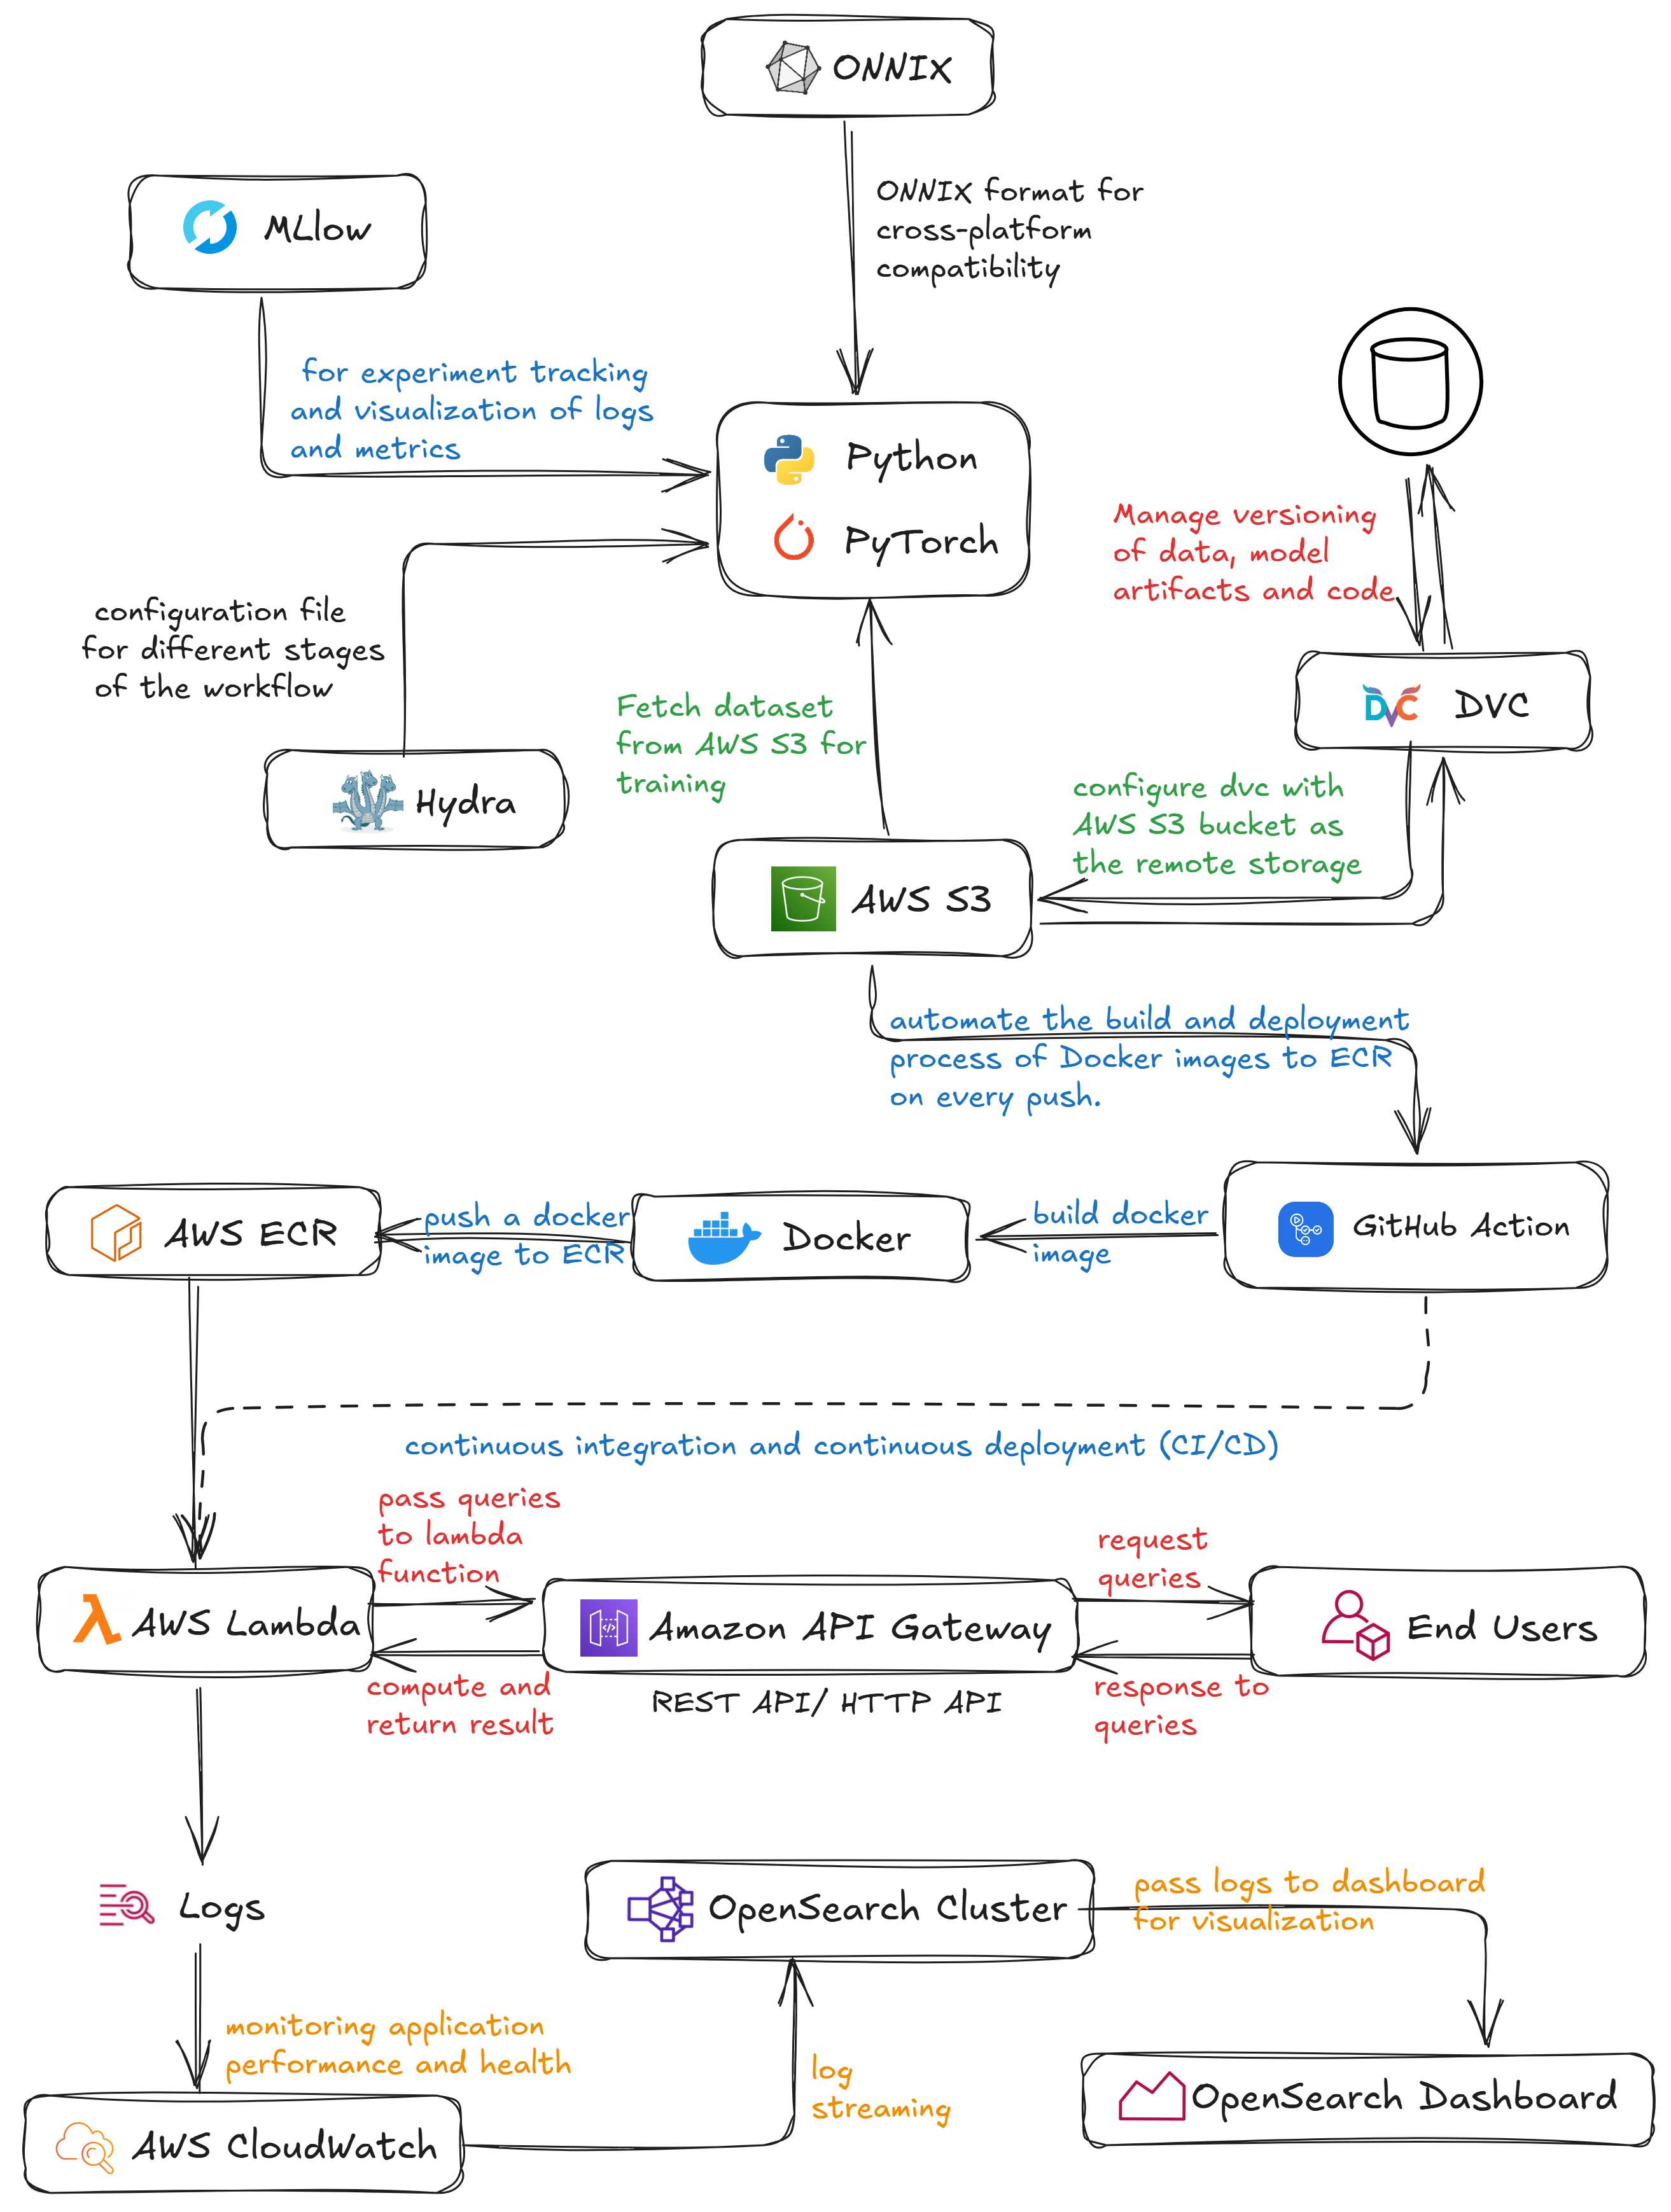 ONNIX
MLlow
ONNIX format for
cross-platform
compatibility
for experiment tracking
and visualization of logs
and metrics
Python
PyTorch
Manage versioning
of data, model
artifacts and code
configuration file
for different stages
of the workflow
DVC
DVC
Fetch dataset
from AWS S3 for
training
Hydra
configure dvc with
AWS S3 bucket as
the remote storage
AWS S3
automate the build and deployment
process of Docker images to ECR
on every push.
AWS ECR
push a docker
image to ECR
Docker
build docker
image
GitHub Action
continuous integration and continuous deployment (CI/CD)
pass queries
to lambda
function
request
queries
AWS Lambda
</>
Amazon API Gateway
End Users
compute and
return result
REST API/ HTTP API
response to
queries
Logs
OpenSearch Cluster
pass logs to dashboard
for visualization
monitoring application
performance and health
log
streaming
OpenSearch Dashboard
AWS CloudWatch